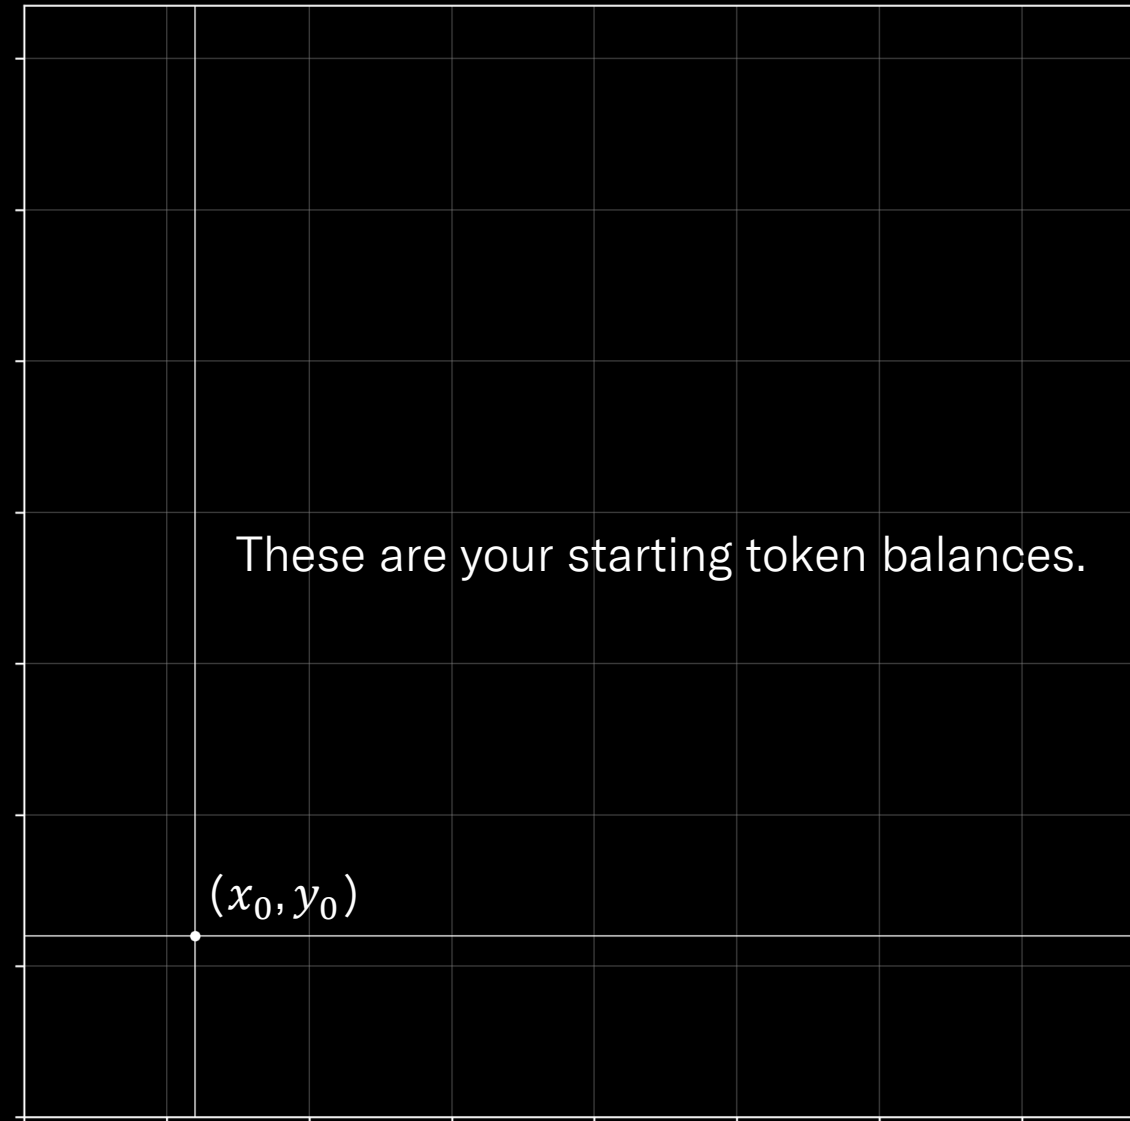 These are your starting token balances.
(x₀, y₀)